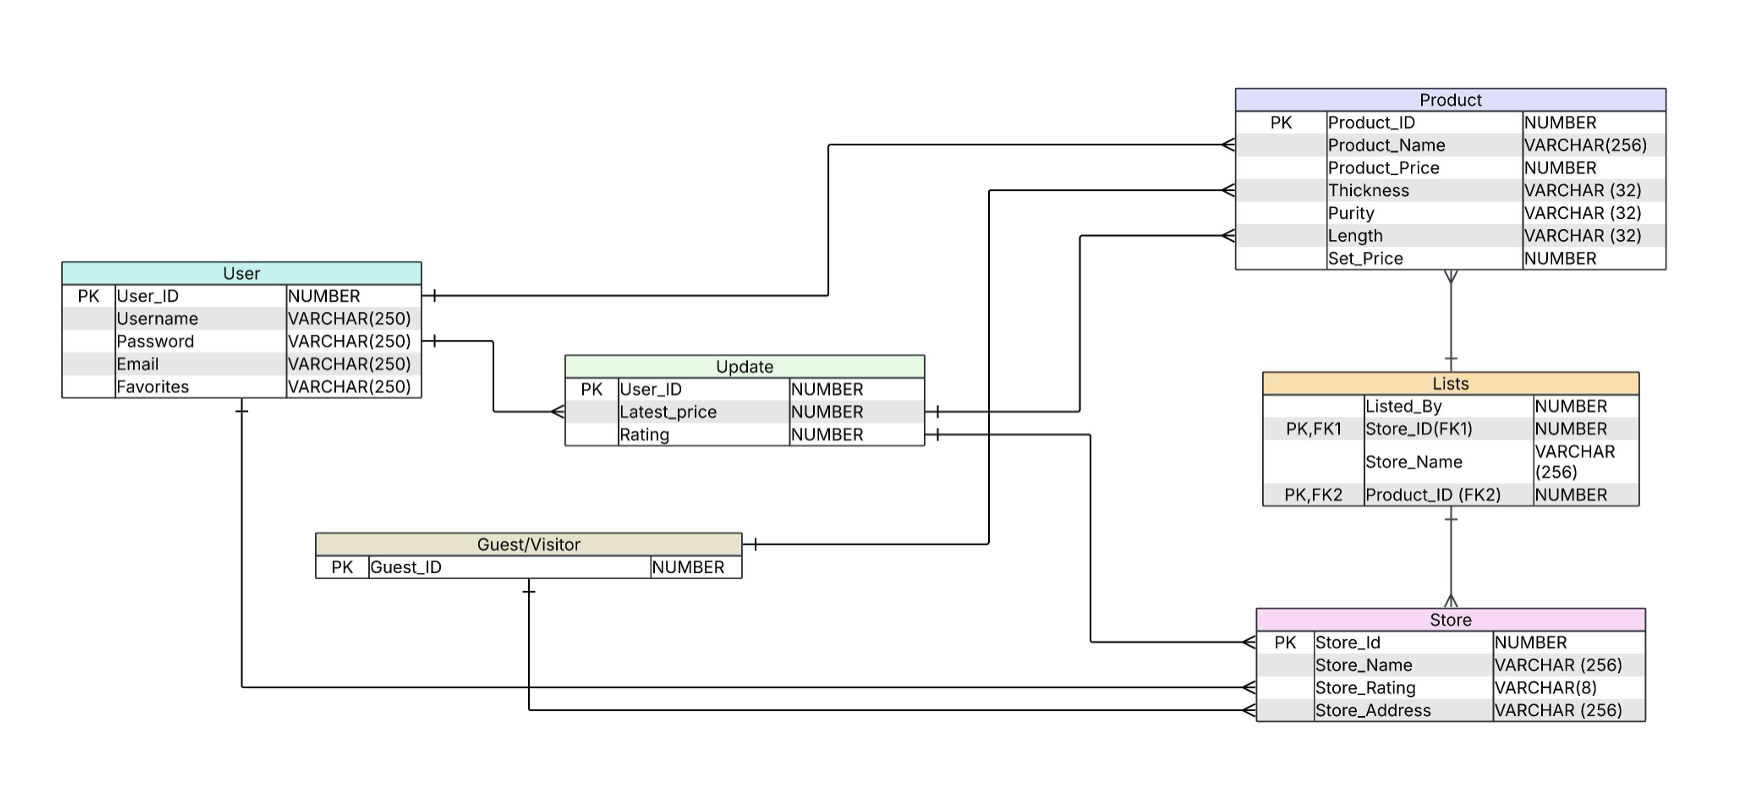 Product
PK Product_ID NUMBER
Product_Name VARCHAR(256)
Product_Price NUMBER
Thickness VARCHAR (32)
Purity VARCHAR (32)
Length VARCHAR (32)
Set_Price NUMBER
User
PK User_ID NUMBER
Username VARCHAR(250)
Password VARCHAR(250)
Email VARCHAR(250)
Favorites VARCHAR(250)
Update
PK User_ID NUMBER
Latest_price NUMBER
Rating NUMBER
Lists
Listed_By NUMBER
PK,FK1 Store_ID(FK1) NUMBER
Store_Name VARCHAR
(256)
PK,FK2 Product_ID (FK2) NUMBER
Guest/Visitor
PK Guest_ID NUMBER
Store
PK Store_Id NUMBER
Store_Name VARCHAR (256)
Store_Rating VARCHAR(8)
Store_Address VARCHAR (256)